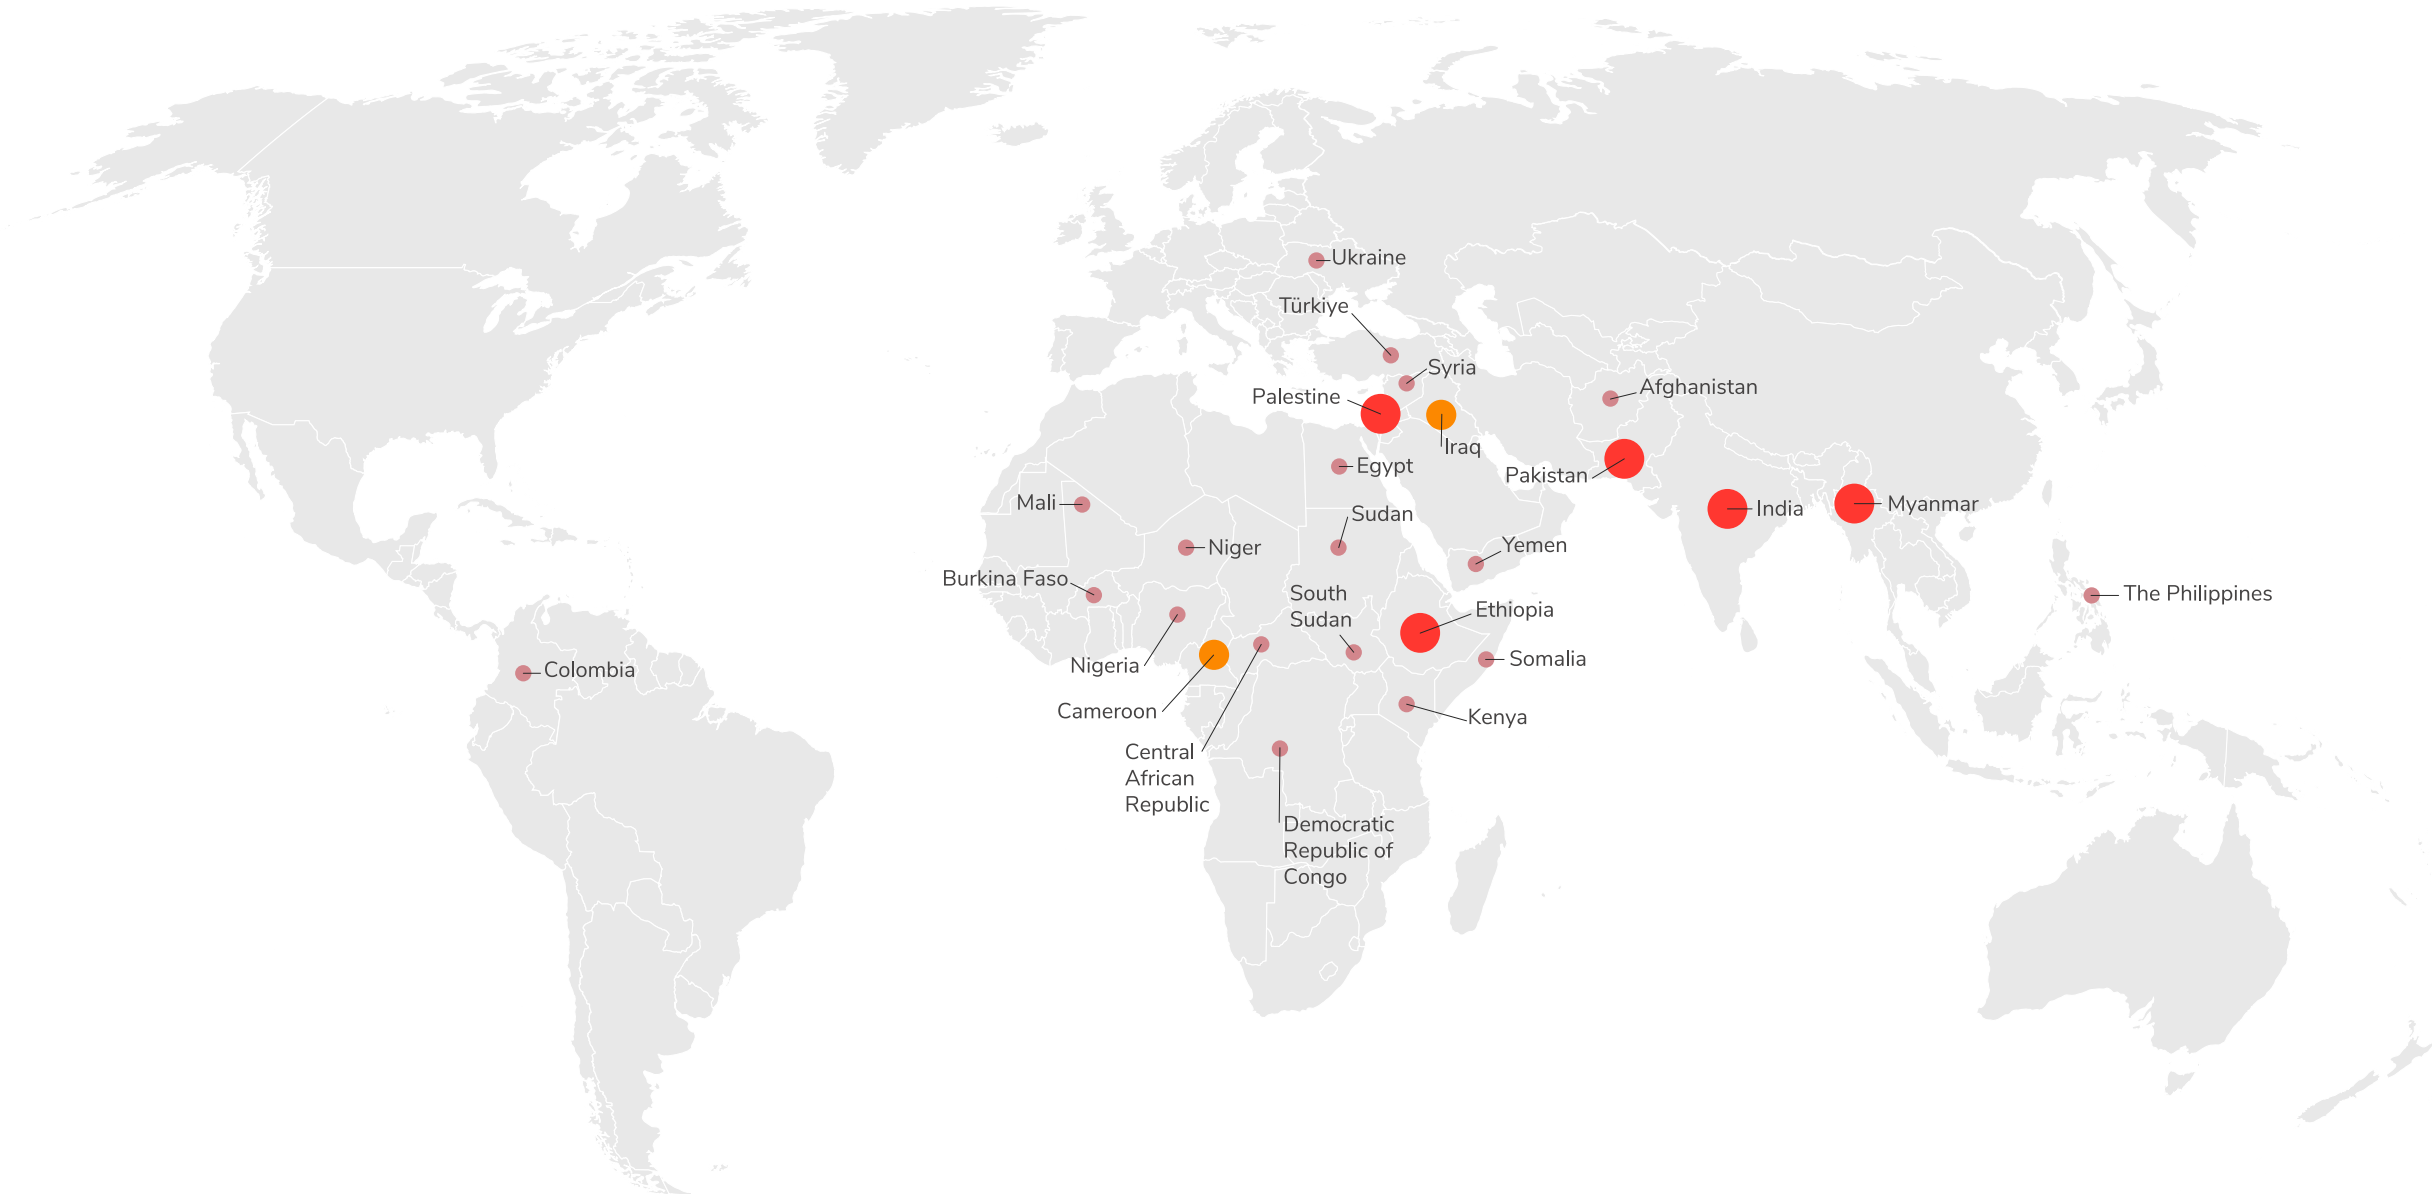 Ukraine
Türkiye
Syria
Afghanistan
Palestine
Iraq
Egypt
Pakistan
Mali
India
Myanmar
Sudan
Niger
Yemen
Burkina Faso
South
Sudan
The Philippines
Ethiopia
Nigeria
Somalia
Colombia
Cameroon
Kenya
Central
African
Republic
Democratic
Republic of
Congo